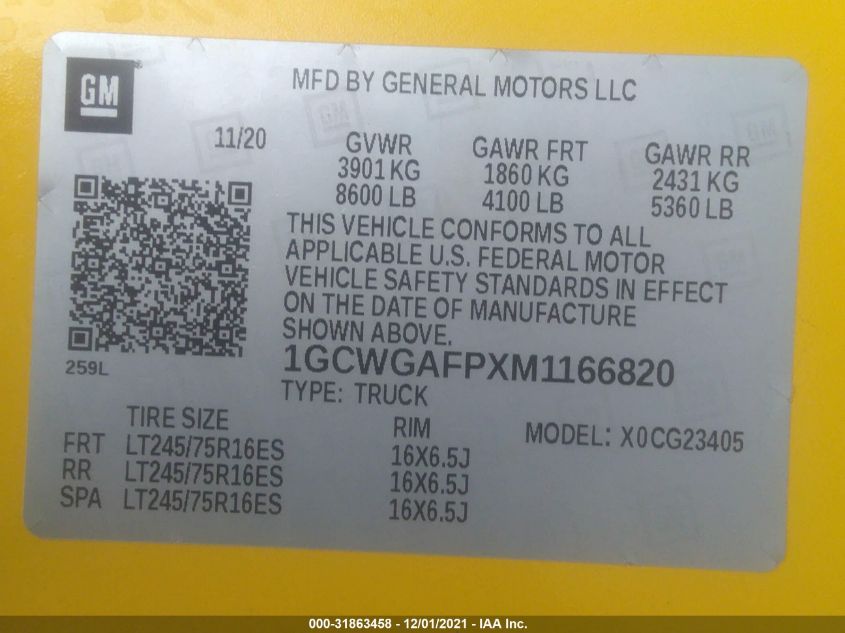 GM
MFD BY GENERAL MOTORS LLC
11/20
GVWR
3901 KG
8600 LB
GAWR FRT
1860 KG
4100 LB
GAWR RR
2431 KG
5360 LB
THIS VEHICLE CONFORMS TO ALL
APPLICABLE U.S. FEDERAL MOTOR
VEHICLE SAFETY STANDARDS IN EFFECT
ON THE DATE OF MANUFACTURE
SHOWN ABOVE.
259L
1GCWGAFPXM1166820
TYPE: TRUCK
TIRE SIZE RIM MODEL: X0CG23405
FRT LT245/75R16ES 16X6.5J
RR LT245/75R16ES 16X6.5J
SPA LT245/75R16ES 16X6.5J
000-31863458 - 12/01/2021 - IAA Inc.